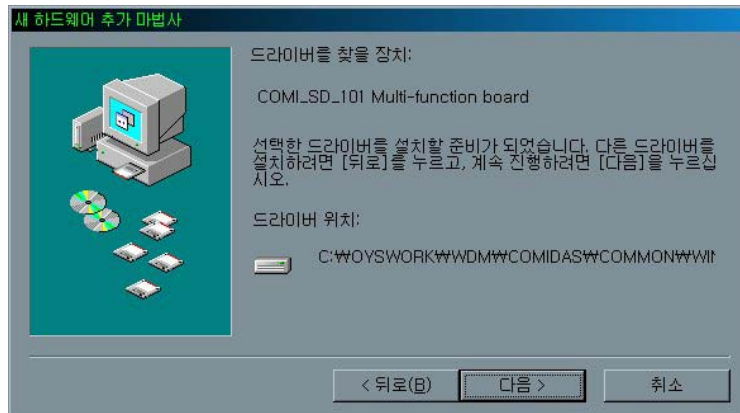 새 하드웨어 추가 마법사
드라이버를 찾을 장치:
COMI_SD_101 Multi-function board
선택한 드라이버를 설치할 준비가 되었습니다. 다른 드라이버를
설치하려면 [뒤로]를 누르고, 계속 진행하려면 [다음]을 누르십
시오.
드라이버 위치:
C:₩OYSWORK₩WDM₩COMIDAS₩COMMON₩WIN
< 뒤로(B)
다음 >
취소